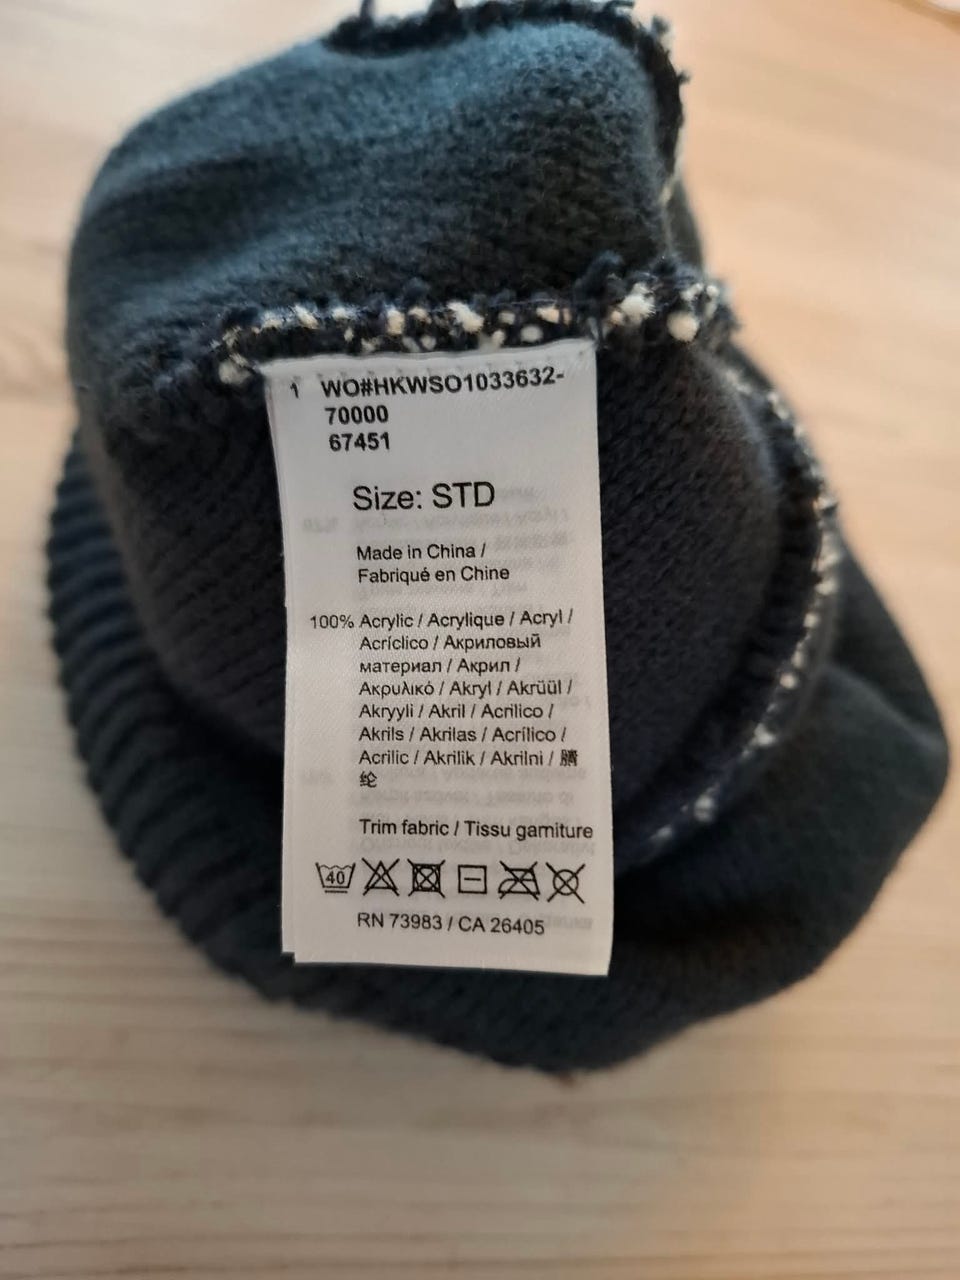 1 WO#HKWSO1033632-
70000
67451
Size: STD
Made in China /
Fabriqué en Chine
100% Acrylic / Acrylique / Acryl /
Acríclico / Акриловый
материал / Акрил /
Ακρυλικό / Akryl / Akrüül /
Akryyli / Akril / Acrilico /
Akrils / Akrilas / Acrílico /
Acrilic / Akrilik / Akrilni / 腈
纶
Trim fabric / Tissu garniture
40
RN 73983 / CA 26405